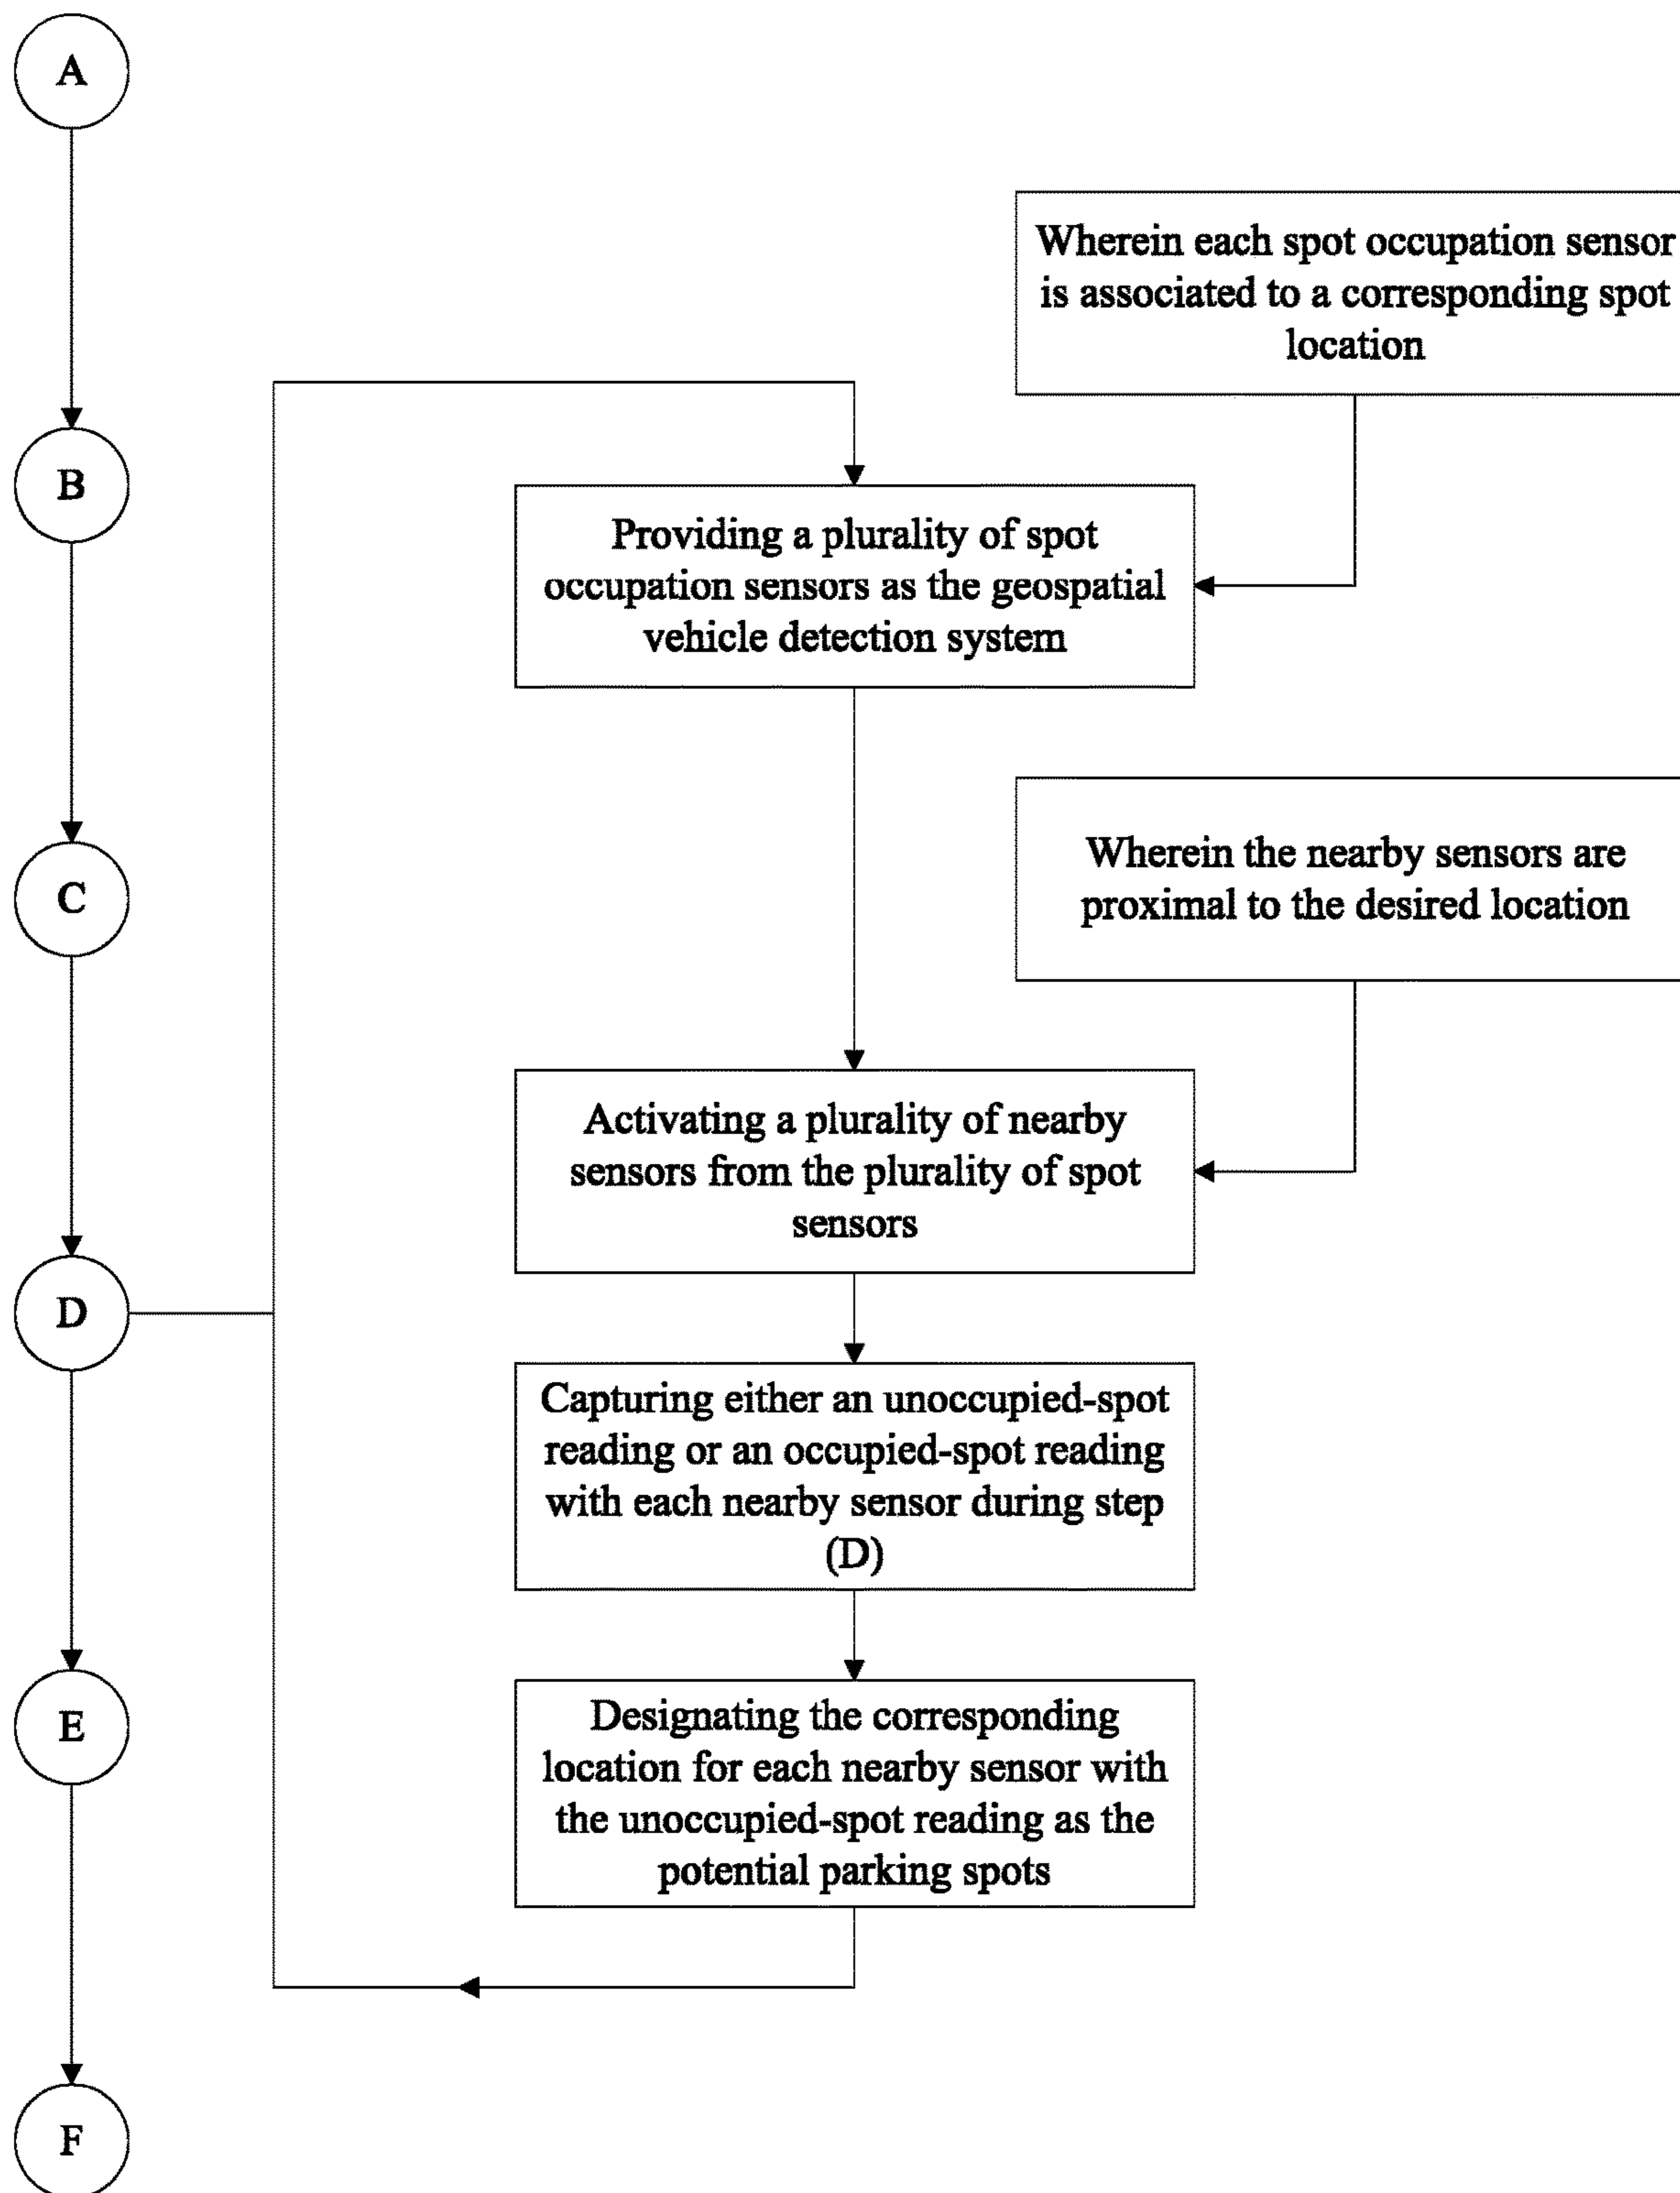 A
Wherein each spot occupation sensor
is associated to a corresponding spot
location
B
Providing a plurality of spot
occupation sensors as the geospatial
vehicle detection system
C
Wherein the nearby sensors are
proximal to the desired location
Activating a plurality of nearby
sensors from the plurality of spot
sensors
D
Capturing either an unoccupied-spot
reading or an occupied-spot reading
with each nearby sensor during step
(D)
E
Designating the corresponding
location for each nearby sensor with
the unoccupied-spot reading as the
potential parking spots
F